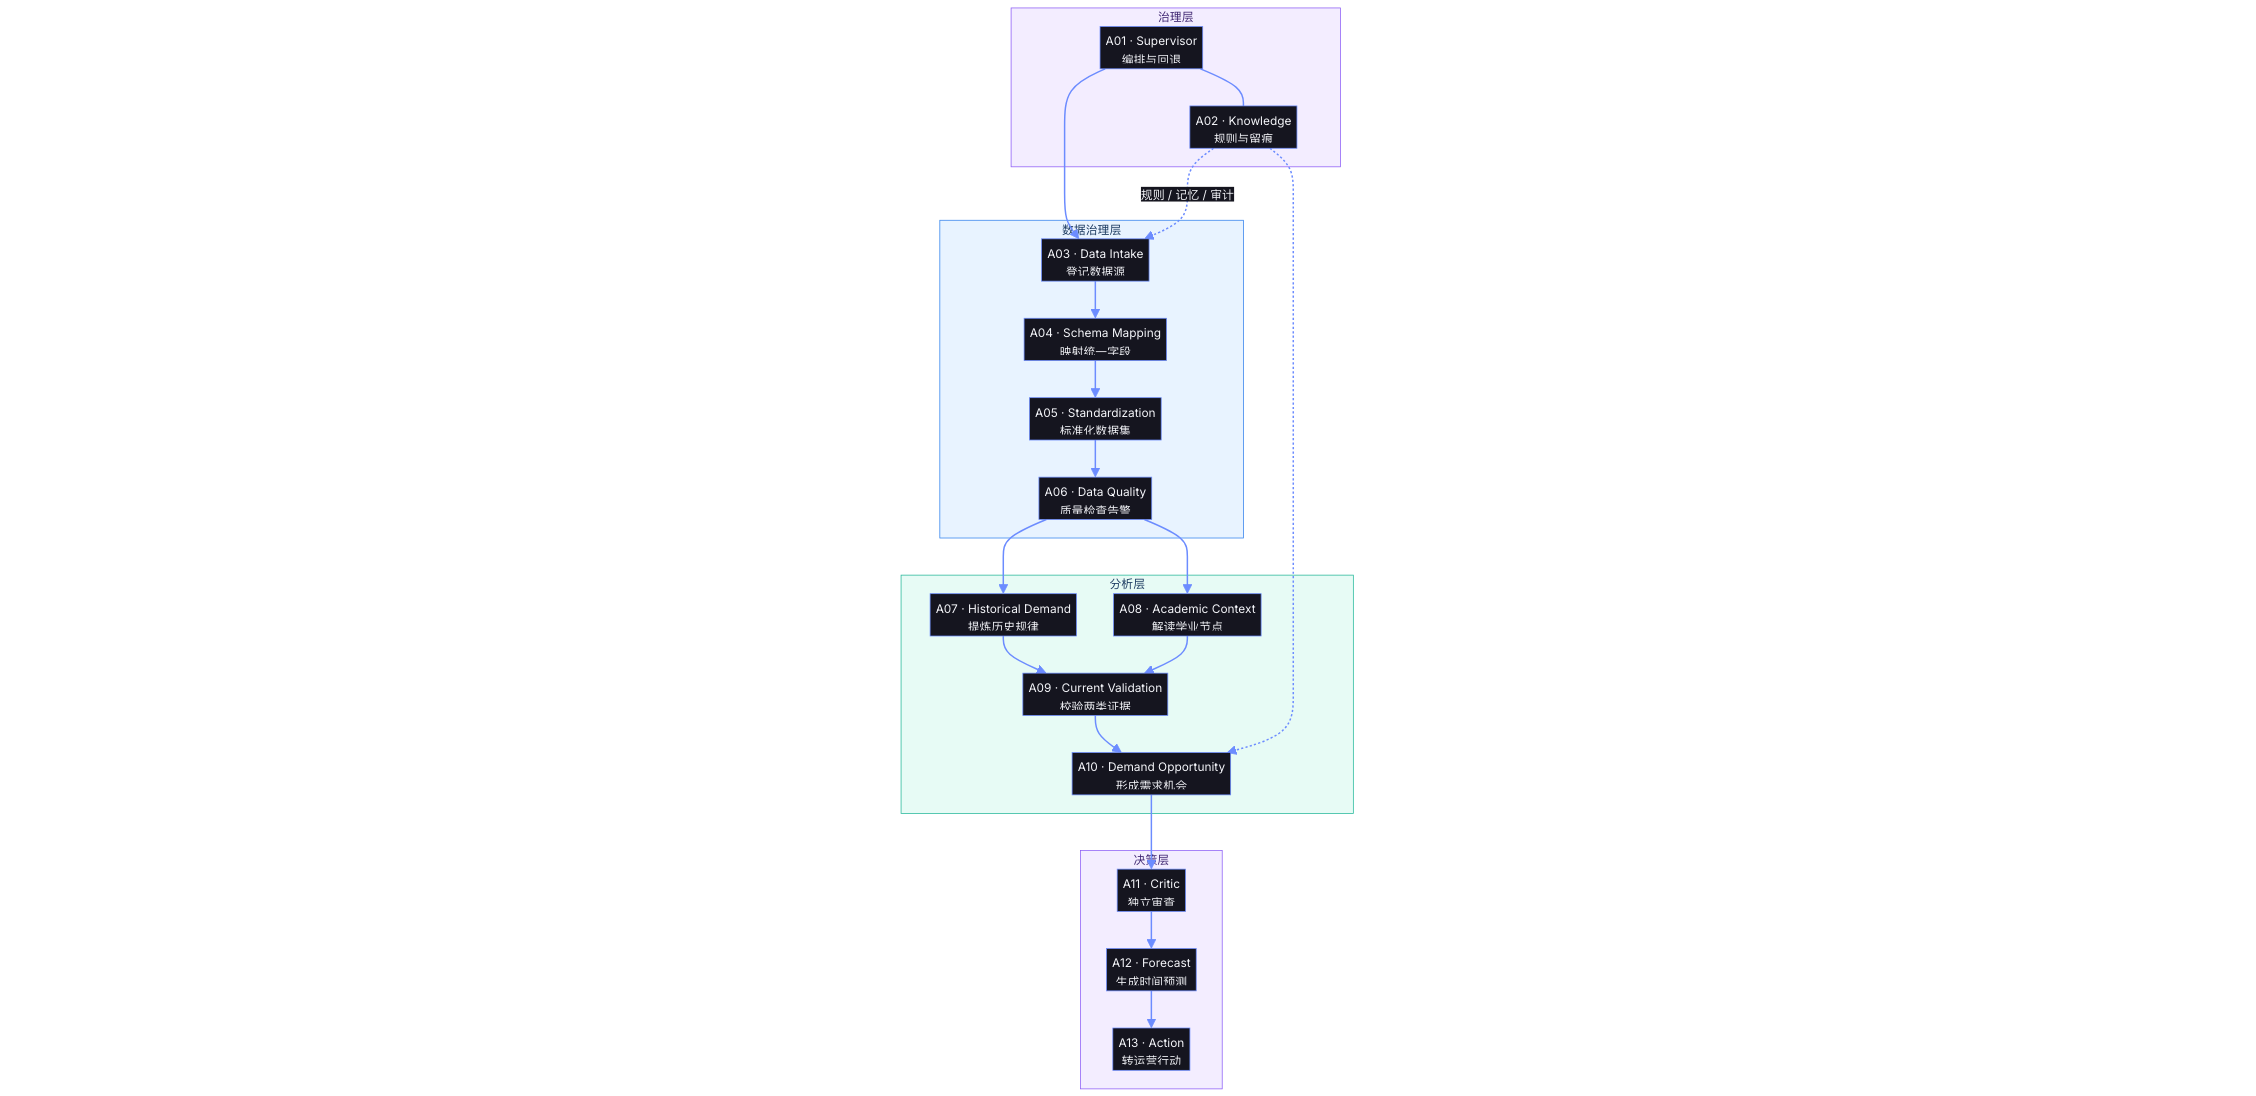 治理层
A01 · Supervisor
编排与回退
A02 · Knowledge
规则与留痕
规则 / 记忆 / 审计
数据治理层
A03 · Data Intake
登记数据源
A04 · Schema Mapping
映射统一字段
A05 · Standardization
标准化数据集
A06 · Data Quality
质量检查告警
分析层
A07 · Historical Demand
提炼历史规律
A08 · Academic Context
解读学业节点
A09 · Current Validation
校验两类证据
A10 · Demand Opportunity
形成需求机会
决策层
A11 · Critic
独立审查
A12 · Forecast
生成时间预测
A13 · Action
转运营行动